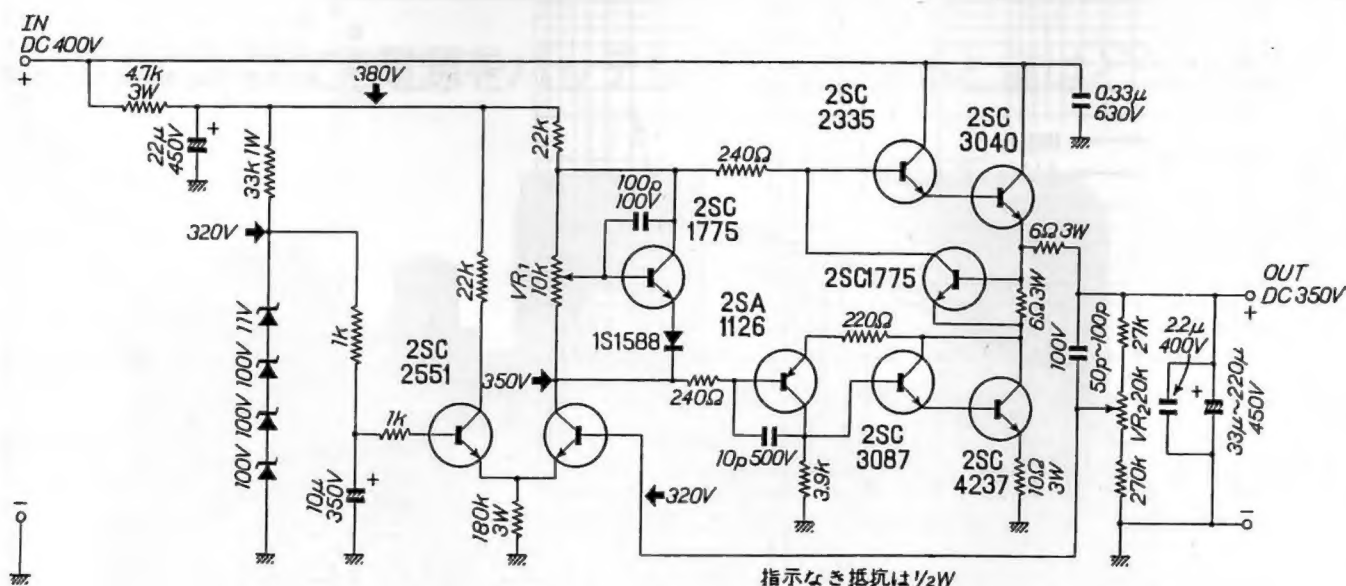 IN
DC 400V
+
4.7k
3W
380V
22μ
450V
+
33k 1W
320V
11V
100V
100V
100V
1k
10μ
350V
+
1k
2SC
2551
22k
180k
3W
22k
VR1
10k
100p
100V
2SC
1775
1S1588
350V
240Ω
240Ω
2SA
1126
10p 500V
3.9k
220Ω
2SC
3087
2SC
4237
10Ω
3W
320V
2SC
2335
2SC
3040
2SC1775
6Ω 3W
6Ω 3W
0.33μ
630V
100V
50p~100p
27k
VR2 20k
270k
2.2μ
400V
+
33μ~220μ
450V
OUT
DC 350V
+
−
−
指示なき抵抗は1/2W